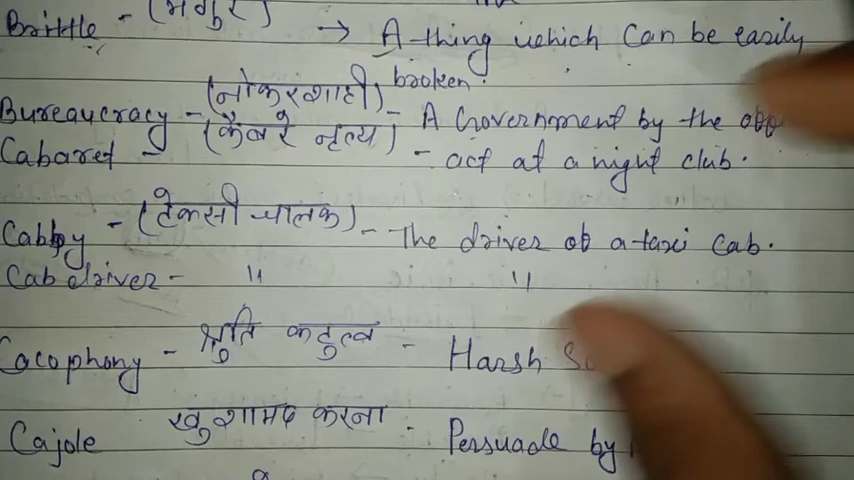 Brittle - (भंगुर) → A thing which can be easily
broken.
Bureaucracy - (नोकरशाही) - A Government by the
Cabaret - (कैबरे नृत्य) - act at a night club.
Cabby - (टेकसी चालक) - The driver of a taxi cab.
Cab driver - " "
Cacophony - श्रुति कटुत्व - Harsh
Cajole खुशामद करना . Persuade by